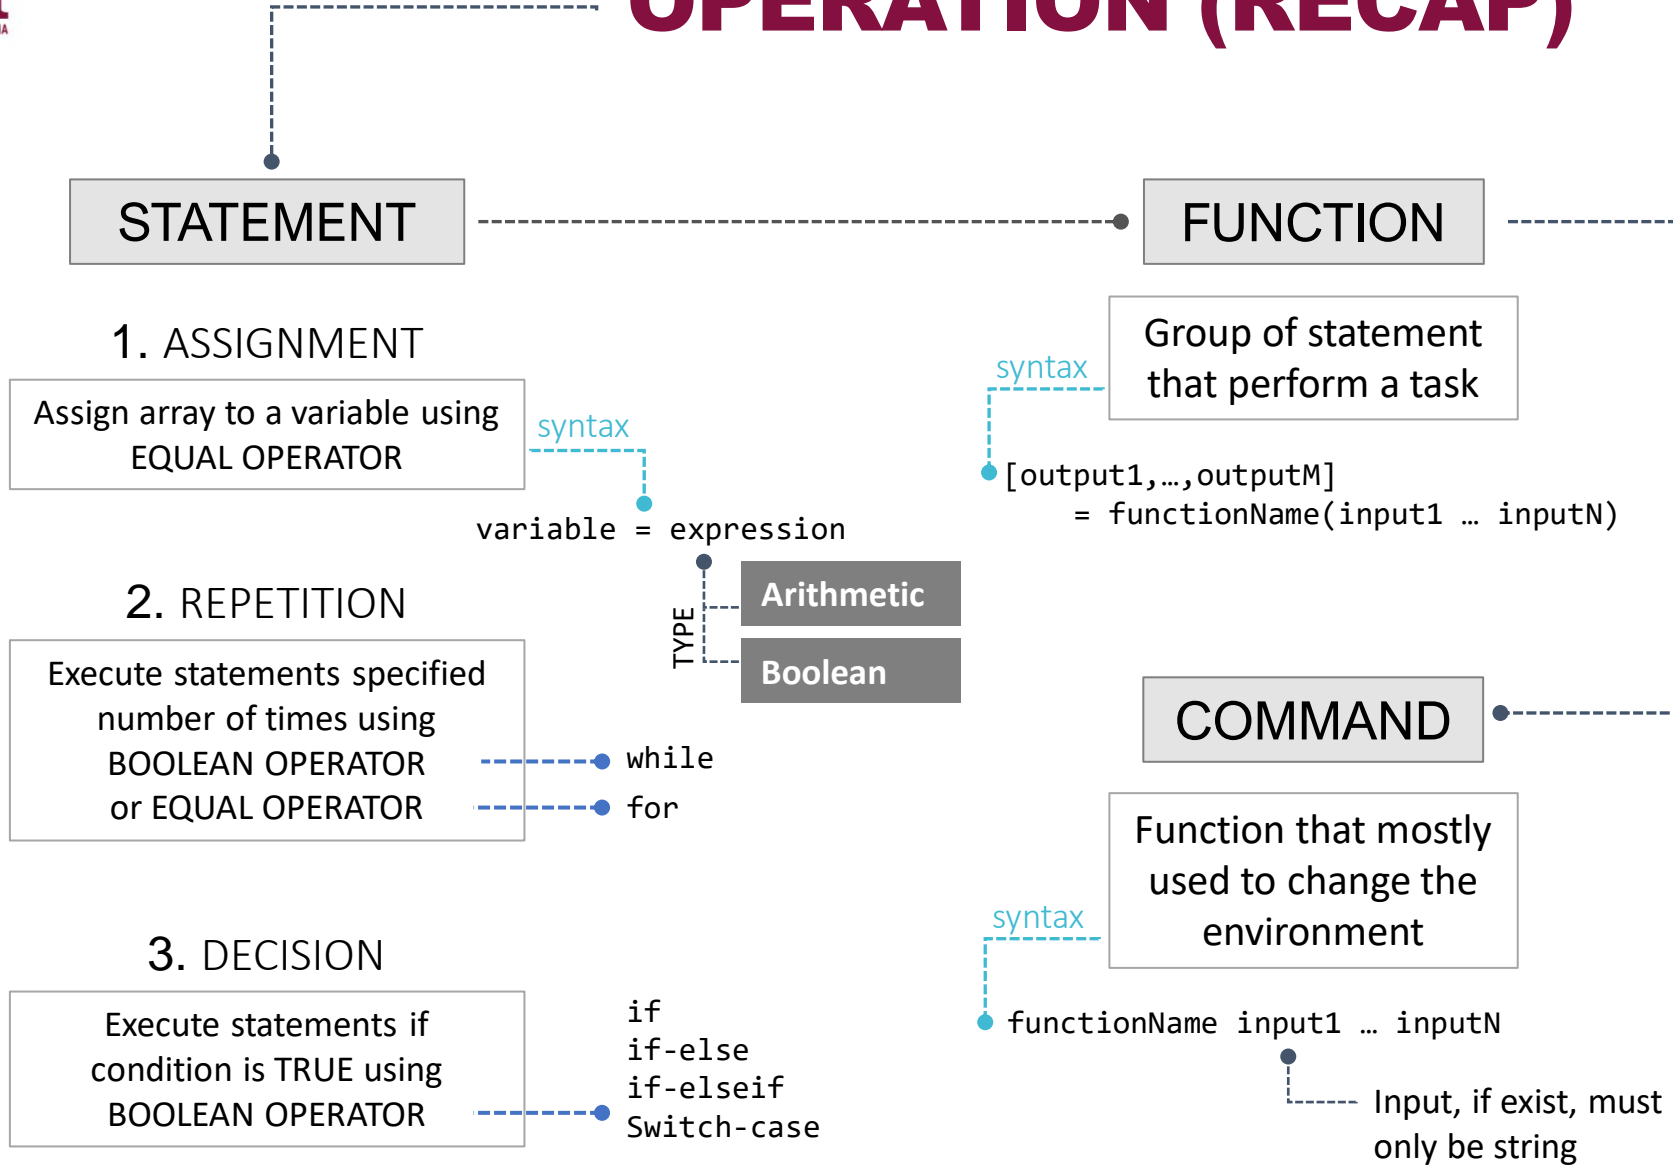 OPERATION (RECAP)
STATEMENT
1. ASSIGNMENT
Assign array to a variable using
EQUAL OPERATOR
syntax
variable = expression
TYPE
Arithmetic
Boolean
2. REPETITION
Execute statements specified
number of times using
BOOLEAN OPERATOR
or EQUAL OPERATOR
while
for
3. DECISION
Execute statements if
condition is TRUE using
BOOLEAN OPERATOR
if
if-else
if-elseif
Switch-case
FUNCTION
Group of statement
that perform a task
syntax
[output1,…,outputM]
= functionName(input1 … inputN)
COMMAND
Function that mostly
used to change the
environment
syntax
functionName input1 … inputN
Input, if exist, must
only be string